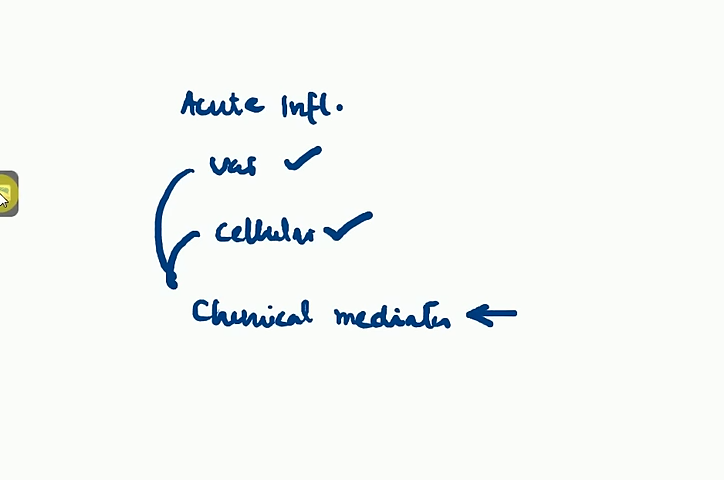 Acute Infl.
Vas ✓
Cellular ✓
Chemical mediators ←